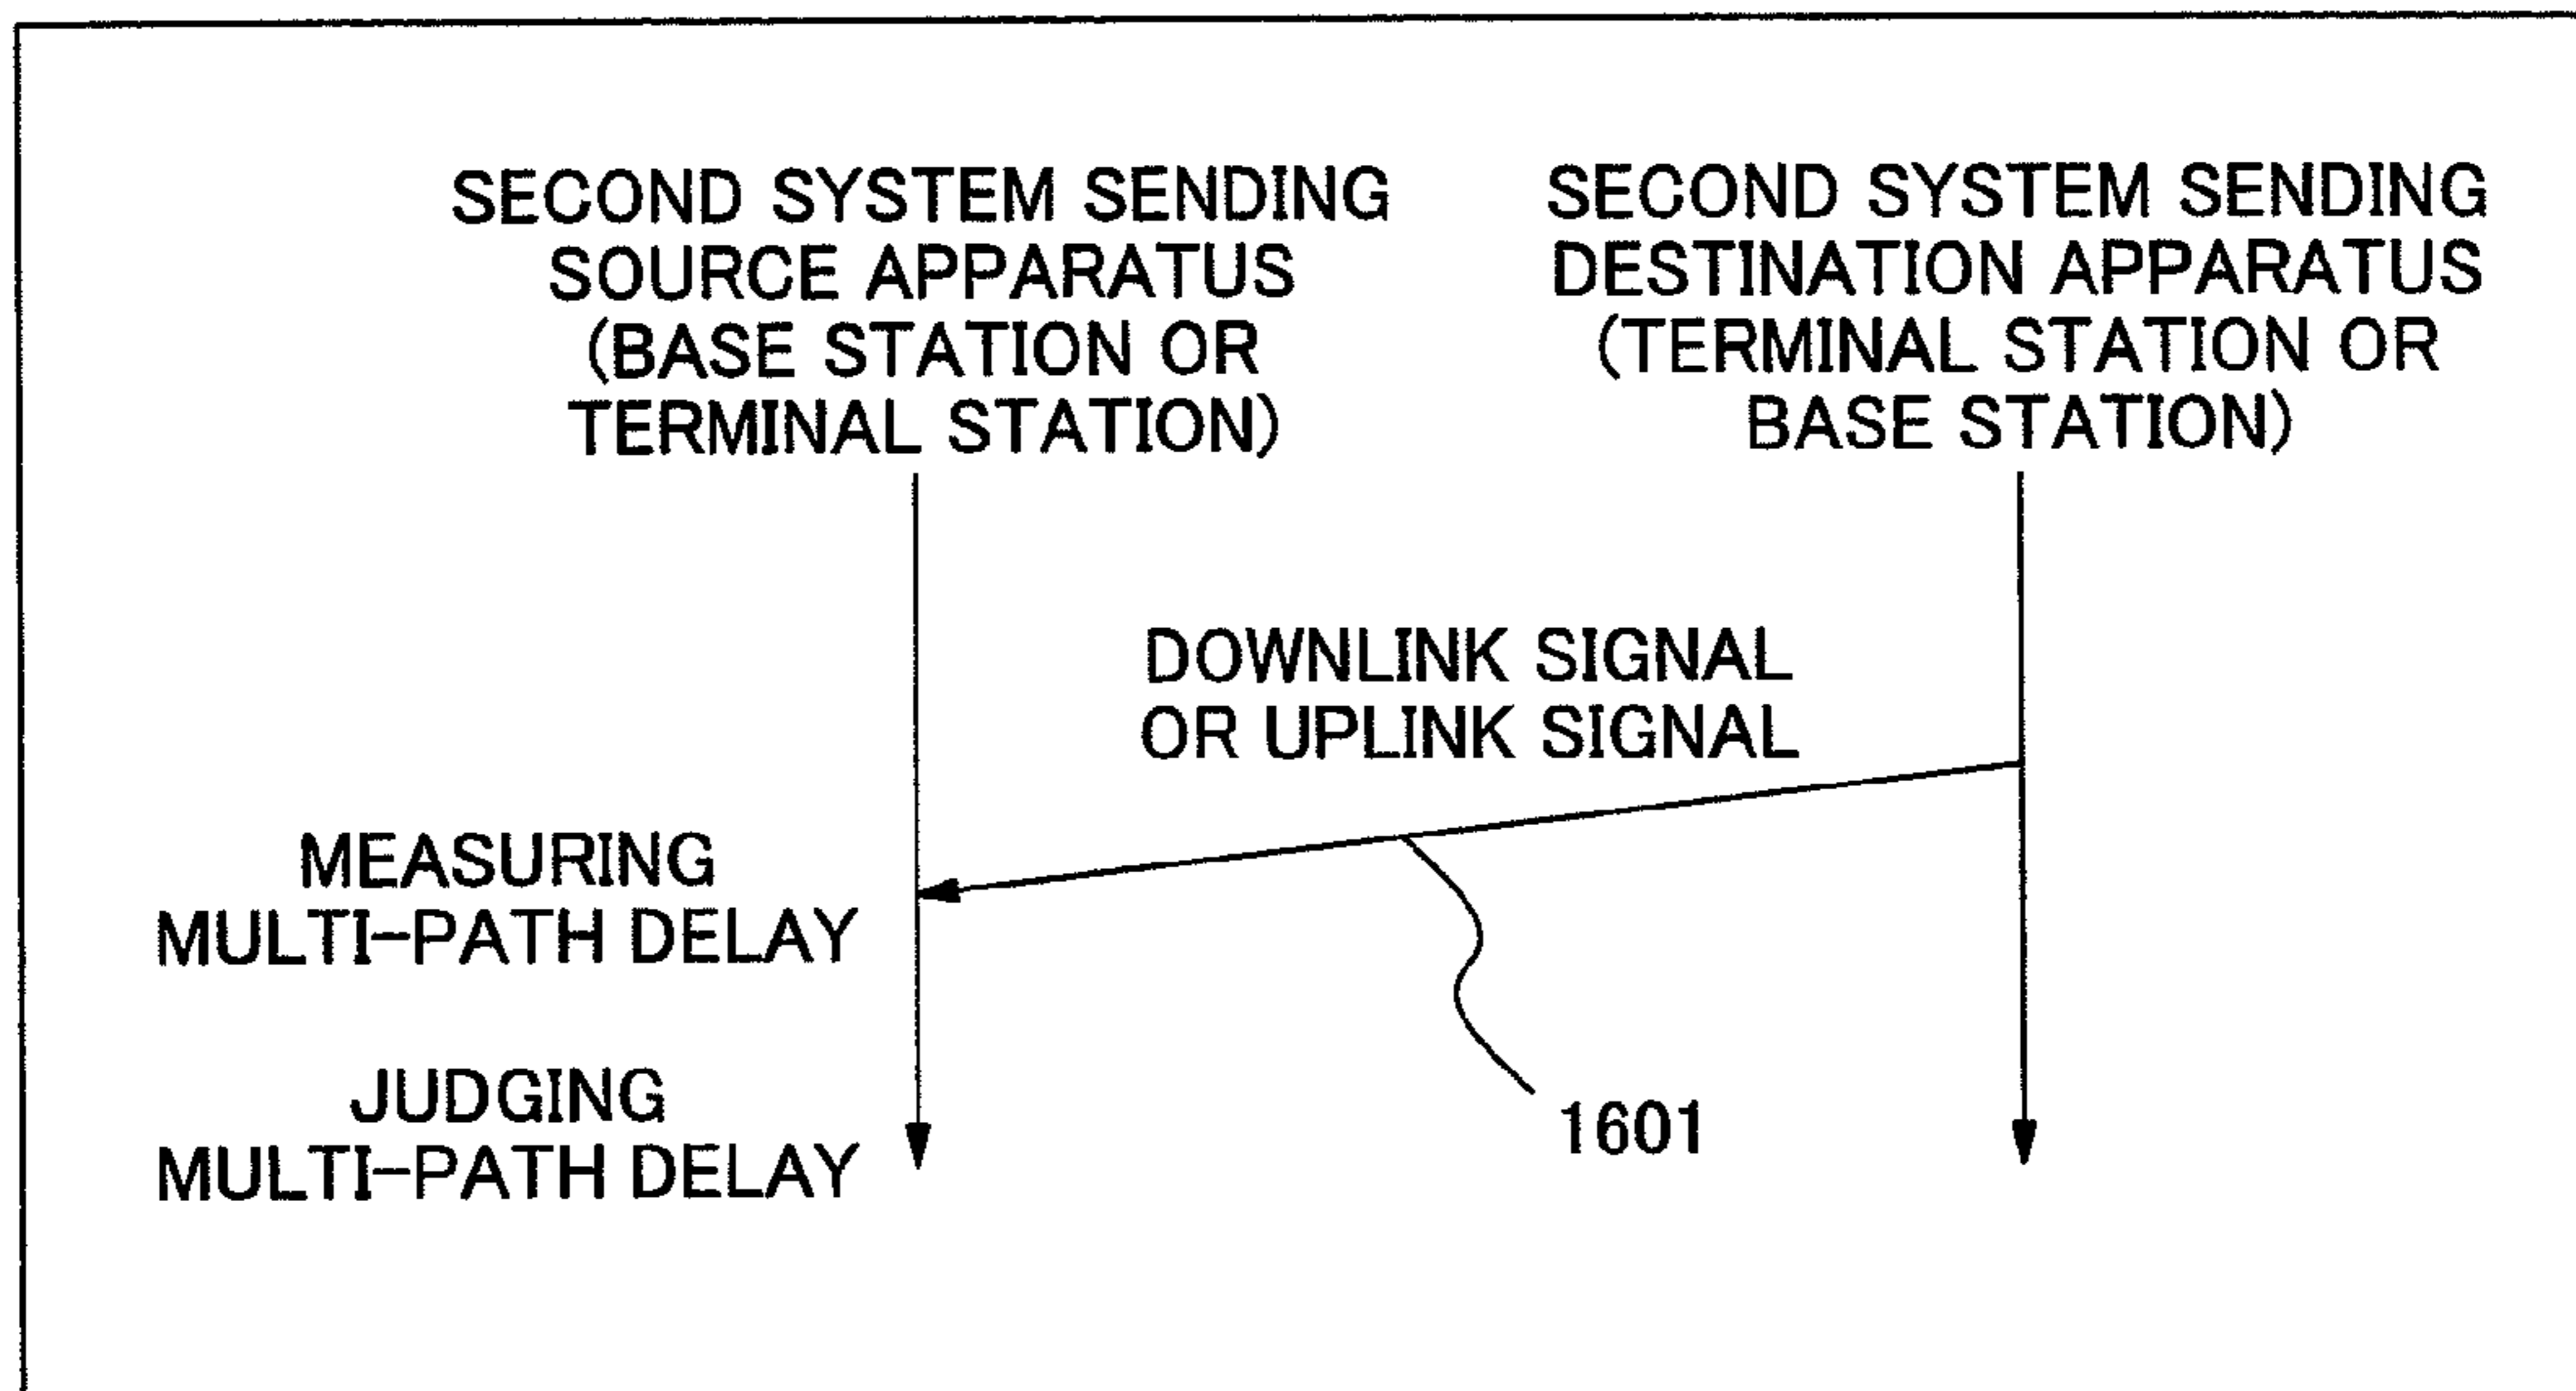 SECOND SYSTEM SENDING
SOURCE APPARATUS
(BASE STATION OR
TERMINAL STATION)
SECOND SYSTEM SENDING
DESTINATION APPARATUS
(TERMINAL STATION OR
BASE STATION)
DOWNLINK SIGNAL
OR UPLINK SIGNAL
MEASURING
MULTI-PATH DELAY
JUDGING
MULTI-PATH DELAY
1601